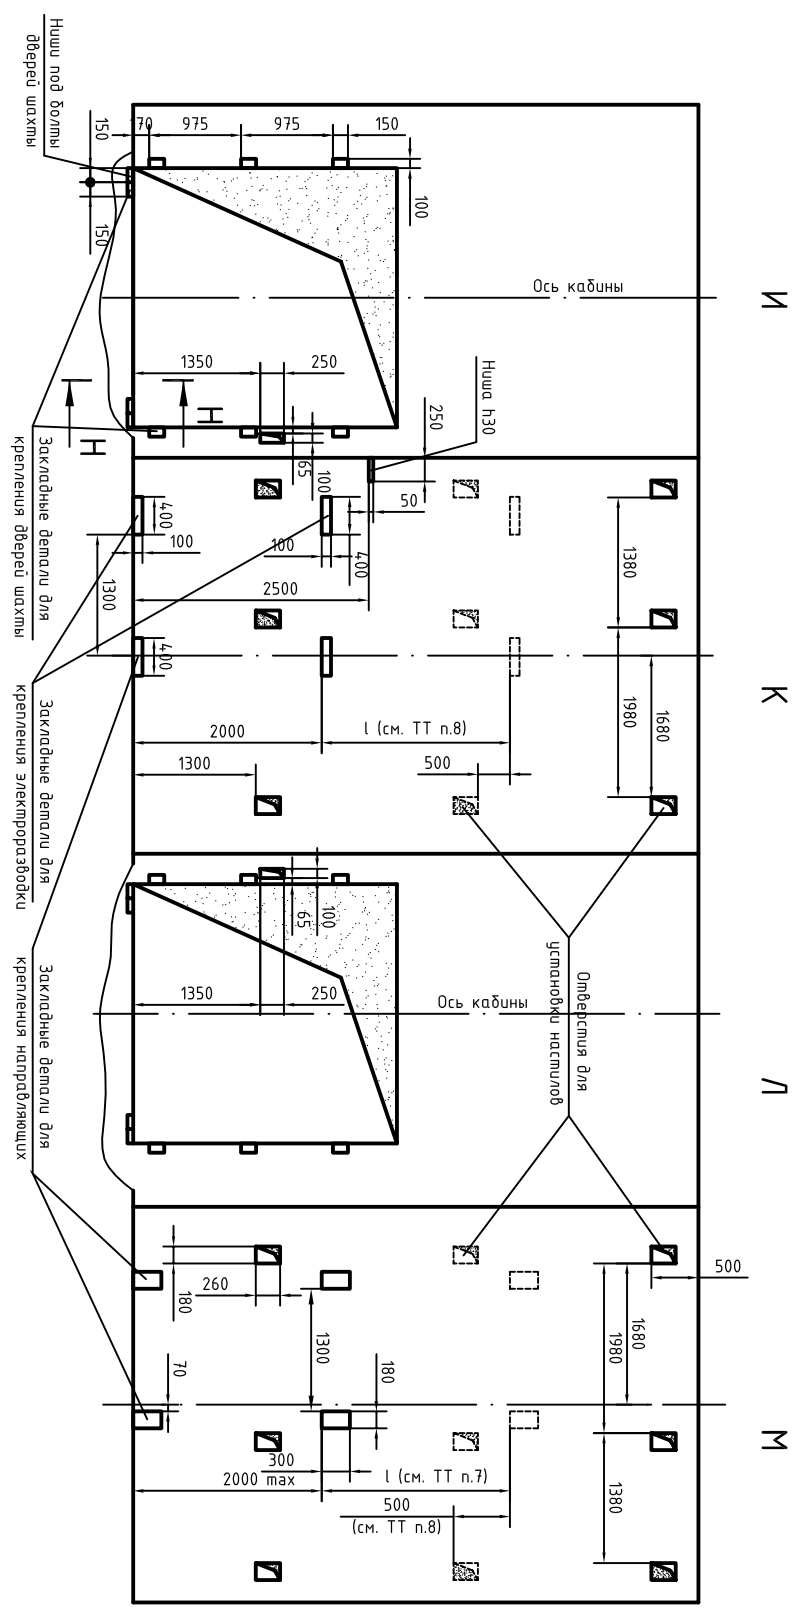 Ниши под болты
дверей шахты
150
150
170
975
975
150
100
Ось кабины
И
1350
250
Н
Н
65
100
250
Ниша h30
50
Закладные детали для
крепления дверей шахты
400
100
1300
400
100
400
2500
1380
1980
1680
К
2000
l (см. ТТ п.8)
1300
500
Закладные детали для
крепления электроразводки
65
100
1350
250
Ось кабины
Отверстия для
установки настилов
Л
Закладные детали для
крепления направляющих
260
180
500
1680
1980
1300
70
180
М
300
2000 max
l (см. ТТ п.7)
500
(см. ТТ п.8)
1380